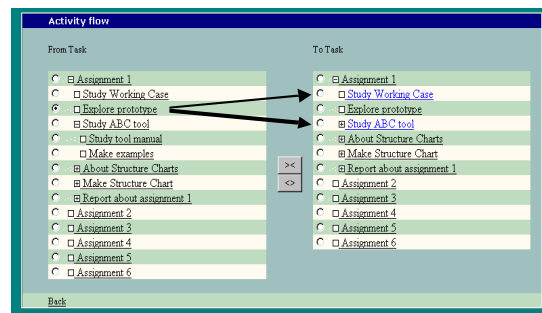 Activity flow
From Task
Assignment 1
Study Working Case
Explore prototype
Study ABC tool
Study tool manual
Make examples
About Structure Charts
Make Structure Chart
Report about assignment 1
Assignment 2
Assignment 3
Assignment 4
Assignment 5
Assignment 6
><
<>
To Task
Assignment 1
Study Working Case
Explore prototype
Study ABC tool
About Structure Charts
Make Structure Chart
Report about assignment 1
Assignment 2
Assignment 3
Assignment 4
Assignment 5
Assignment 6
Back